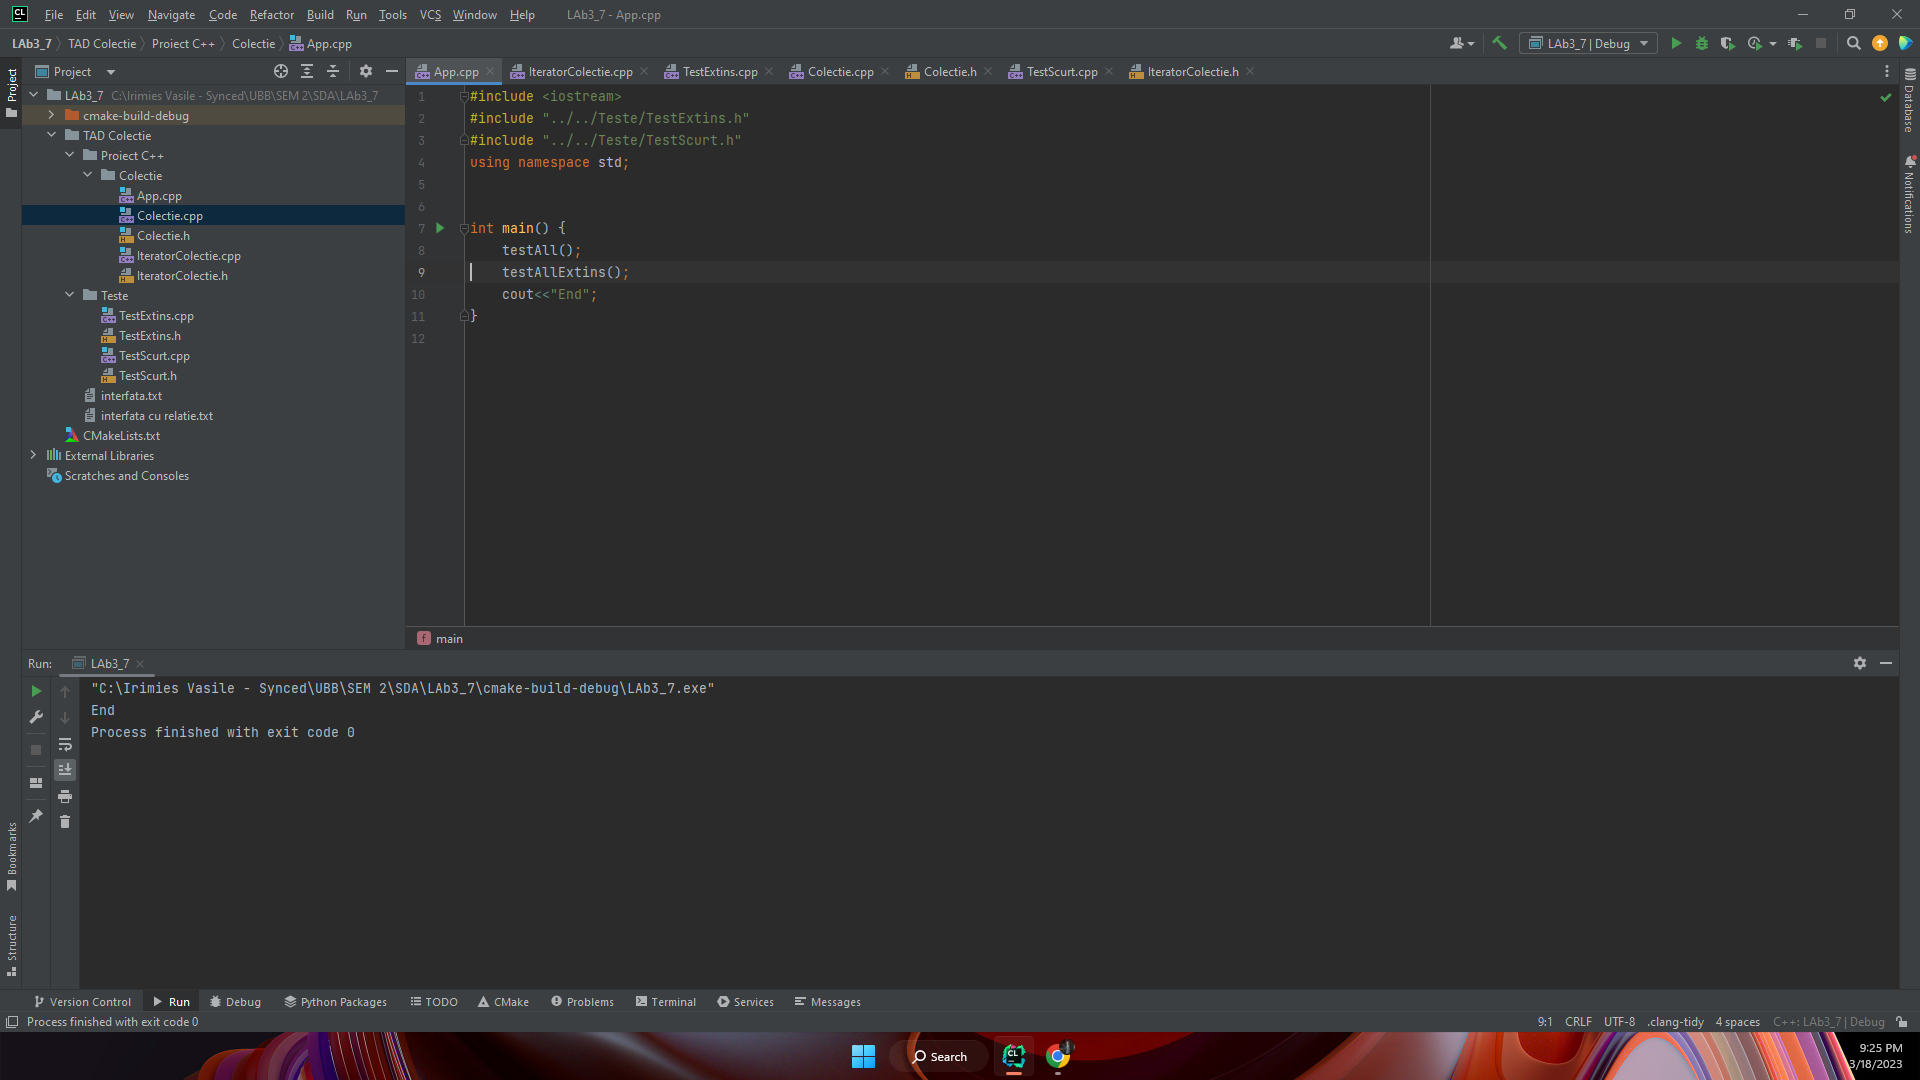 CL File Edit View Navigate Code Refactor Build Run Tools VCS Window Help LAb3_7 - App.cpp
LAb3_7 TAD Colectie Proiect C++ Colectie App.cpp LAb3_7 | Debug
Project
Project App.cpp IteratorColectie.cpp TestExtins.cpp Colectie.cpp Colectie.h TestScurt.cpp IteratorColectie.h
LAb3_7 C:\Irimies Vasile - Synced\UBB\SEM 2\SDA\LAb3_7
cmake-build-debug
TAD Colectie
Proiect C++
Colectie
App.cpp
Colectie.cpp
Colectie.h
IteratorColectie.cpp
IteratorColectie.h
Teste
TestExtins.cpp
TestExtins.h
TestScurt.cpp
TestScurt.h
interfata.txt
interfata cu relatie.txt
CMakeLists.txt
External Libraries
Scratches and Consoles
1 #include <iostream>
2 #include "../../Teste/TestExtins.h"
3 #include "../../Teste/TestScurt.h"
4 using namespace std;
5
6
7 int main() {
8 testAll();
9 testAllExtins();
10 cout<<"End";
11 }
12
f main
Database
Notifications
Run: LAb3_7
"C:\Irimies Vasile - Synced\UBB\SEM 2\SDA\LAb3_7\cmake-build-debug\LAb3_7.exe"
End
Process finished with exit code 0
Bookmarks
Structure
Version Control Run Debug Python Packages TODO CMake Problems Terminal Services Messages
Process finished with exit code 0 9:1 CRLF UTF-8 .clang-tidy 4 spaces C++: LAb3_7 | Debug
Search CL 9:25 PM
3/18/2023